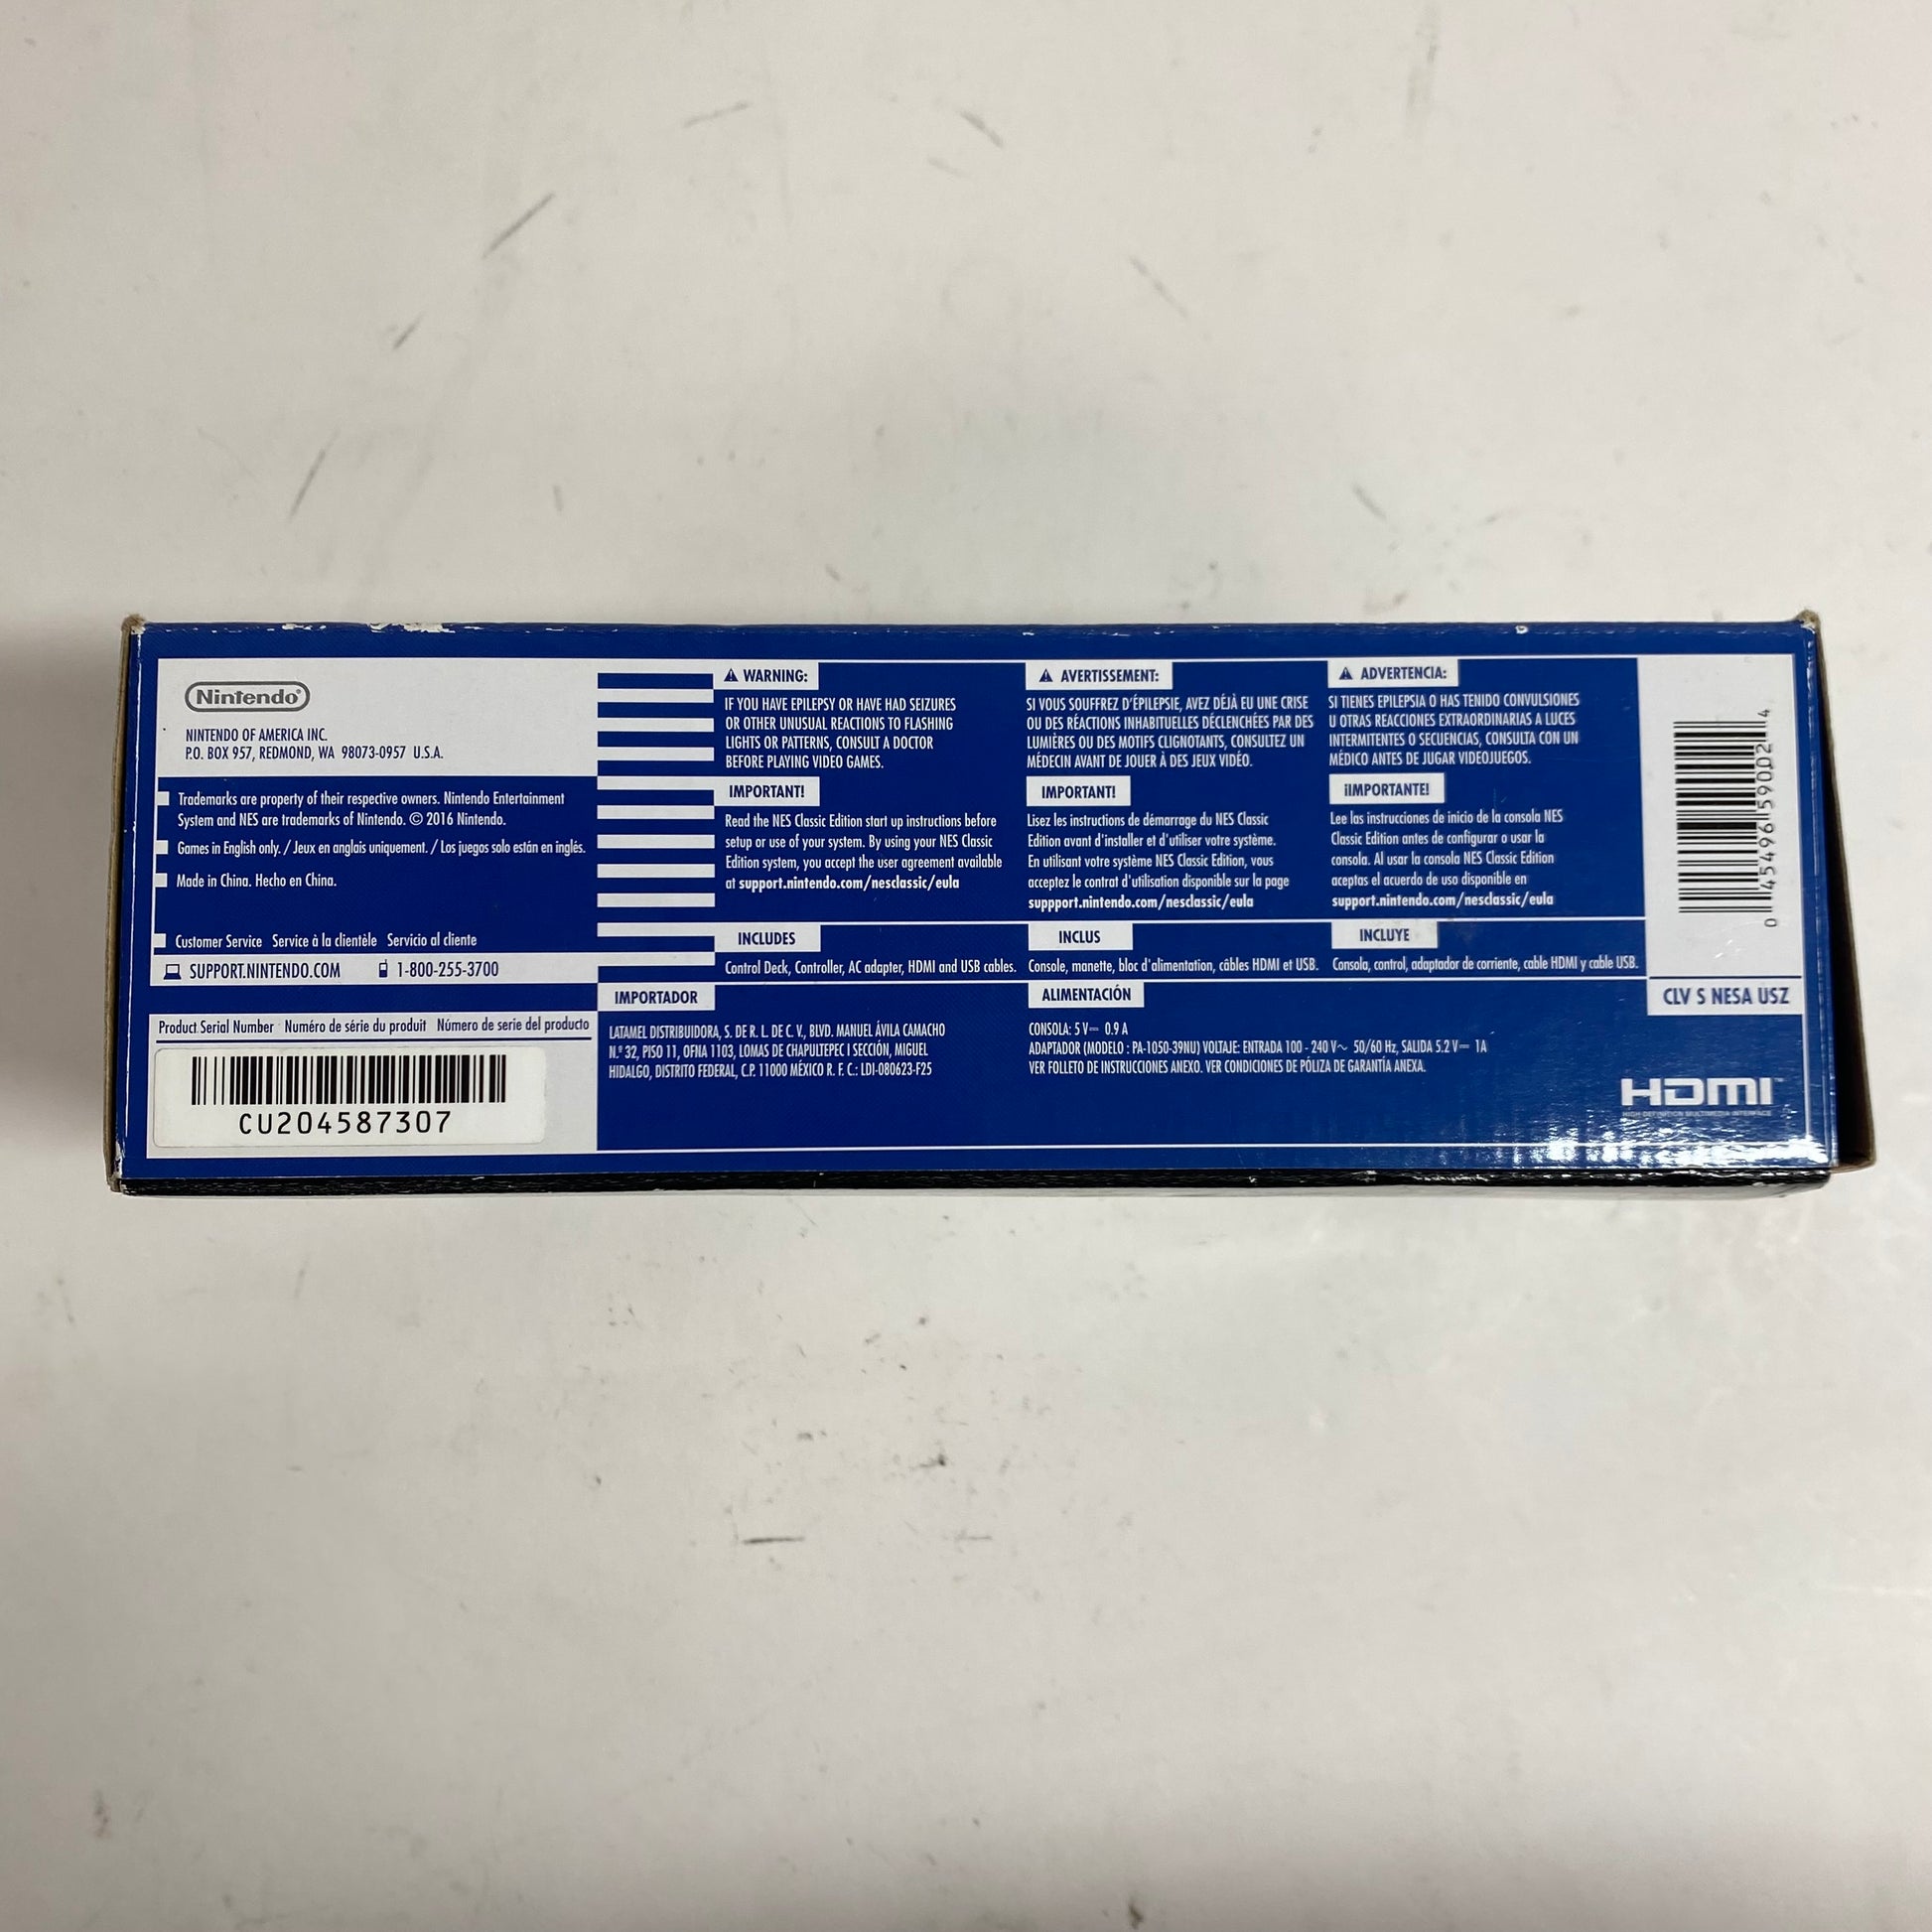 Nintendo®
NINTENDO OF AMERICA INC.
P.O. BOX 957, REDMOND, WA 98073-0957 U.S.A.
Trademarks are property of their respective owners. Nintendo Entertainment
System and NES are trademarks of Nintendo. © 2016 Nintendo.
Games in English only. / Jeux en anglais uniquement. / Los juegos solo están en inglés.
Made in China. Hecho en China.
Customer Service Service à la clientèle Servicio al cliente
SUPPORT.NINTENDO.COM 1-800-255-3700
Product Serial Number Numéro de série du produit Número de serie del producto
CU204587307
WARNING:
IF YOU HAVE EPILEPSY OR HAVE HAD SEIZURES
OR OTHER UNUSUAL REACTIONS TO FLASHING
LIGHTS OR PATTERNS, CONSULT A DOCTOR
BEFORE PLAYING VIDEO GAMES.
IMPORTANT!
Read the NES Classic Edition start up instructions before
setup or use of your system. By using your NES Classic
Edition system, you accept the user agreement available
at support.nintendo.com/nesclassic/eula
INCLUDES
Control Deck, Controller, AC adapter, HDMI and USB cables.
AVERTISSEMENT:
SI VOUS SOUFFREZ D'ÉPILEPSIE, AVEZ DÉJÀ EU UNE CRISE
OU DES RÉACTIONS INHABITUELLES DÉCLENCHÉES PAR DES
LUMIÈRES OU DES MOTIFS CLIGNOTANTS, CONSULTEZ UN
MÉDECIN AVANT DE JOUER À DES JEUX VIDÉO.
IMPORTANT!
Lisez les instructions de démarrage du NES Classic
Edition avant d'installer et d'utiliser votre système.
En utilisant votre système NES Classic Edition, vous
acceptez le contrat d'utilisation disponible sur la page
suppport.nintendo.com/nesclassic/eula
INCLUS
Console, manette, bloc d'alimentation, câbles HDMI et USB.
ADVERTENCIA:
SI TIENES EPILEPSIA O HAS TENIDO CONVULSIONES
U OTRAS REACCIONES EXTRAORDINARIAS A LUCES
INTERMITENTES O SECUENCIAS, CONSULTA CON UN
MÉDICO ANTES DE JUGAR VIDEOJUEGOS.
¡IMPORTANTE!
Lee las instrucciones de inicio de la consola NES
Classic Edition antes de configurar o usar la
consola. Al usar la consola NES Classic Edition
aceptas el acuerdo de uso disponible en
support.nintendo.com/nesclassic/eula
INCLUYE
Consola, control, adaptador de corriente, cable HDMI y cable USB.
IMPORTADOR
LATAMEL DISTRIBUIDORA, S. DE R. L. DE C. V., BLVD. MANUEL ÁVILA CAMACHO
N.º 32, PISO 11, OFNA 1103, LOMAS DE CHAPULTEPEC I SECCIÓN, MIGUEL
HIDALGO, DISTRITO FEDERAL, C.P. 11000 MÉXICO R. F. C.: LDI-080623-F25
ALIMENTACIÓN
CONSOLA: 5 V⎓ 0.9 A
ADAPTADOR (MODELO : PA-1050-39NU) VOLTAJE: ENTRADA 100 - 240 V~ 50/60 Hz, SALIDA 5.2 V⎓ 1A
VER FOLLETO DE INSTRUCCIONES ANEXO. VER CONDICIONES DE PÓLIZA DE GARANTÍA ANEXA.
0 45496 59002 4
CLV S NESA USZ
HDMI™
HIGH-DEFINITION MULTIMEDIA INTERFACE